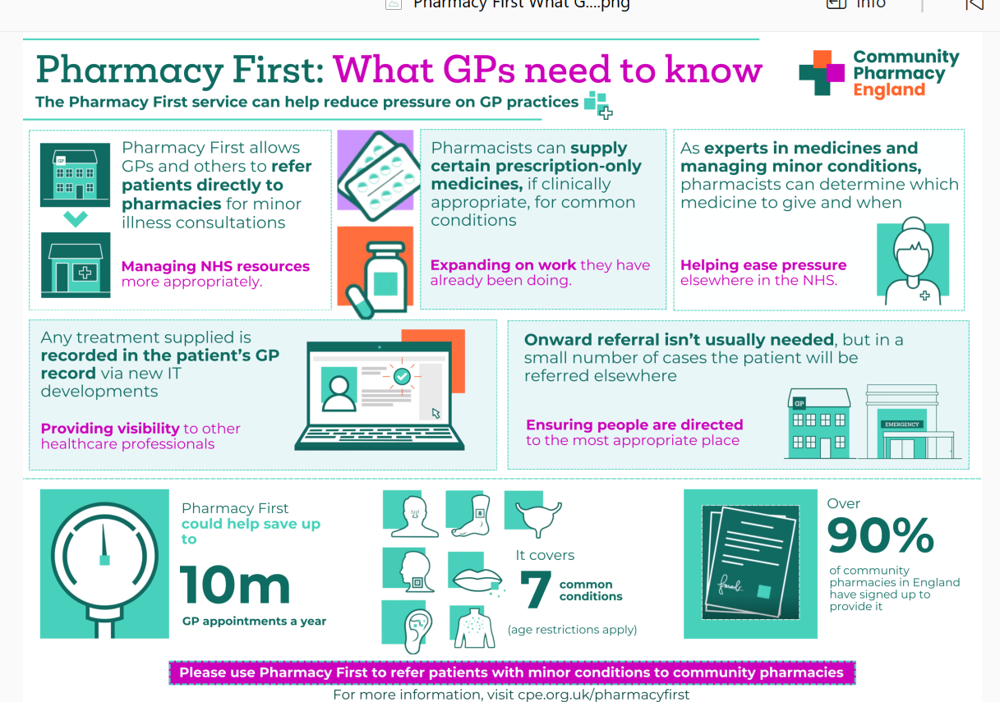 Pharmacy First What G....png
Info
Pharmacy First: What GPs need to know
The Pharmacy First service can help reduce pressure on GP practices
Community
Pharmacy
England
GP
Pharmacy First allows
GPs and others to refer
patients directly to
pharmacies for minor
illness consultations
Managing NHS resources
more appropriately.
Pharmacists can supply
certain prescription-only
medicines, if clinically
appropriate, for common
conditions
Expanding on work they have
already been doing.
As experts in medicines and
managing minor conditions,
pharmacists can determine which
medicine to give and when
Helping ease pressure
elsewhere in the NHS.
Any treatment supplied is
recorded in the patient's GP
record via new IT
developments
Providing visibility to other
healthcare professionals
Onward referral isn't usually needed, but in a
small number of cases the patient will be
referred elsewhere
Ensuring people are directed
to the most appropriate place
GP
EMERGENCY
Pharmacy First
could help save up
to
10m
GP appointments a year
It covers
7 common
conditions
(age restrictions apply)
Over
90%
of community
pharmacies in England
have signed up to
provide it
Please use Pharmacy First to refer patients with minor conditions to community pharmacies
For more information, visit cpe.org.uk/pharmacyfirst